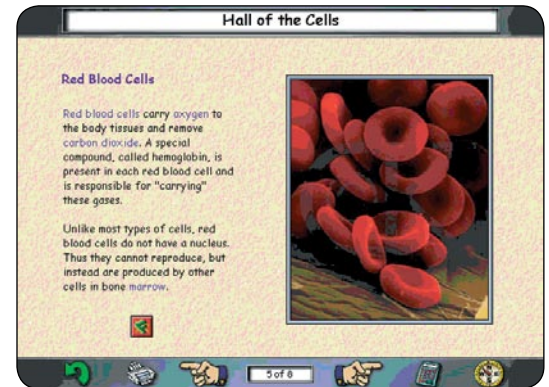 Hall of the Cells
Red Blood Cells
Red blood cells carry oxygen to
the body tissues and remove
carbon dioxide. A special
compound, called hemoglobin, is
present in each red blood cell and
is responsible for "carrying"
these gases.
Unlike most types of cells, red
blood cells do not have a nucleus.
Thus they cannot reproduce, but
instead are produced by other
cells in bone marrow.
5 of 8